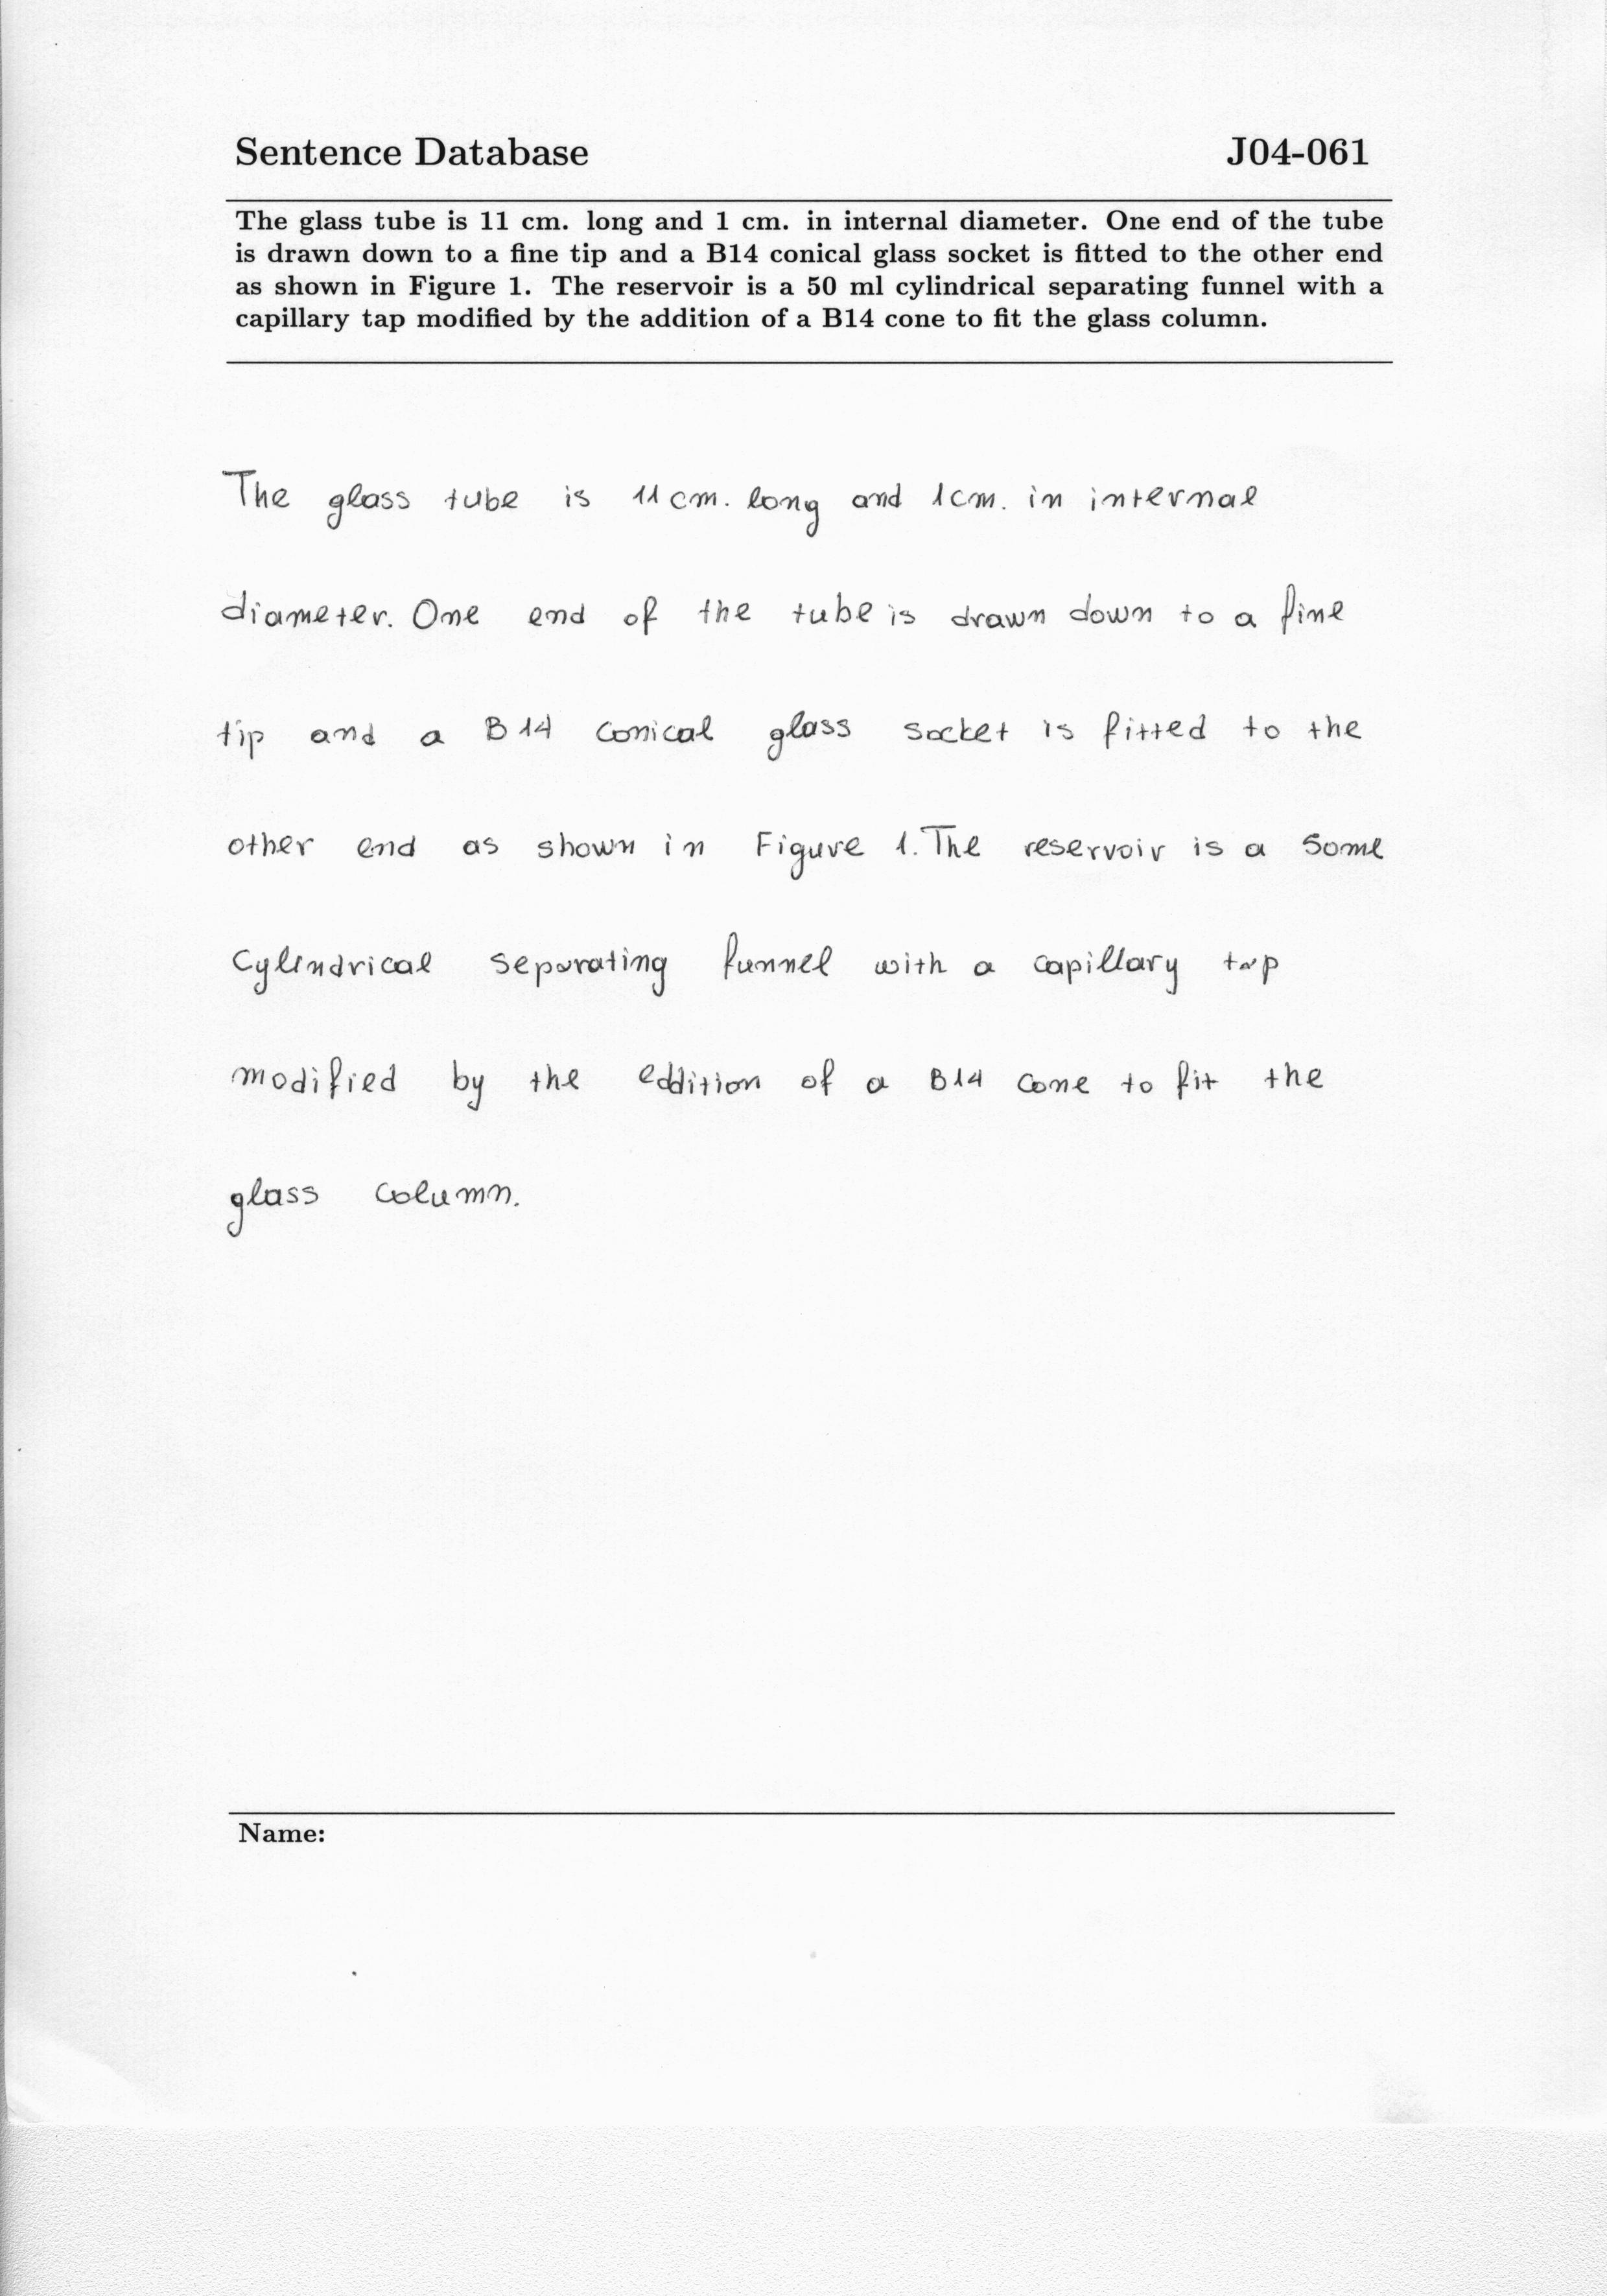 Sentence Database J04-061
The glass tube is 11 cm. long and 1 cm. in internal diameter. One end of the tube
is drawn down to a fine tip and a B14 conical glass socket is fitted to the other end
as shown in Figure 1. The reservoir is a 50 ml cylindrical separating funnel with a
capillary tap modified by the addition of a B14 cone to fit the glass column.
The glass tube is 11 cm. long and 1 cm. in internal
diameter. One end of the tube is drawn down to a fine
tip and a B14 conical glass socket is fitted to the
other end as shown in Figure 1. The reservoir is a some
cylindrical separating funnel with a capillary tap
modified by the eddition of a B14 cone to fit the
glass column.
Name: